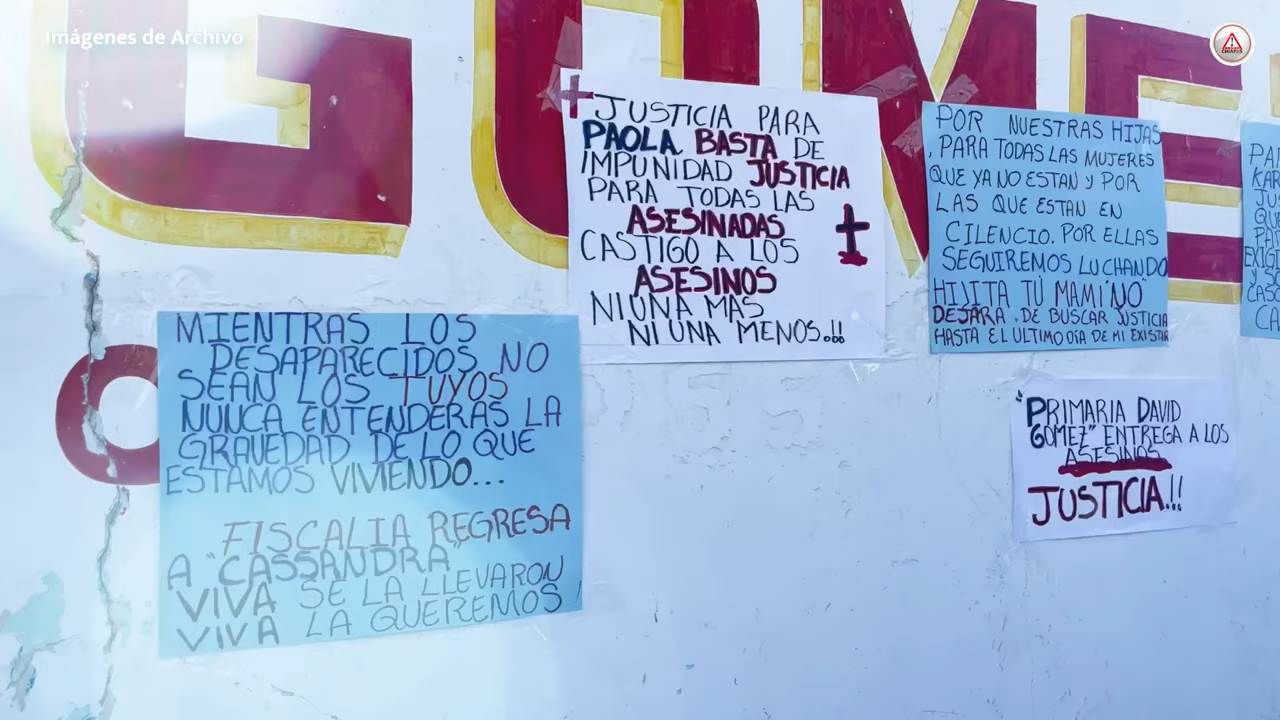 Imágenes de Archivo
CHIAPAS
GOME
O
JUSTICIA PARA
PAOLA BASTA DE
IMPUNIDAD JUSTICIA
PARA TODAS LAS
ASESINADAS
CASTIGO A LOS
ASESINOS
NI UNA MAS
NI UNA MENOS.!!
POR NUESTRAS HIJAS
, PARA TODAS LAS MUJERES
QUE YA NO ESTAN Y POR
LAS QUE ESTAN EN
CILENCIO. POR ELLAS
SEGUIREMOS LUCHANDO
HIJITA TÚ MAMI NO
DEJARA DE BUSCAR JUSTICIA
HASTA EL ULTIMO DIA DE MI EXISTIR
MIENTRAS LOS
DESAPARECIDOS NO
SEAN LOS TUYOS
NUNCA ENTENDERAS LA
GRAVEDAD DE LO QUE
ESTAMOS VIVIENDO...
FISCALIA REGRESA
A "CASSANDRA"
VIVA SE LA LLEVARON
VIVA LA QUEREMOS!
"PRIMARIA DAVID
GOMEZ" ENTREGA A LOS
ASESINOS
JUSTICIA.!!